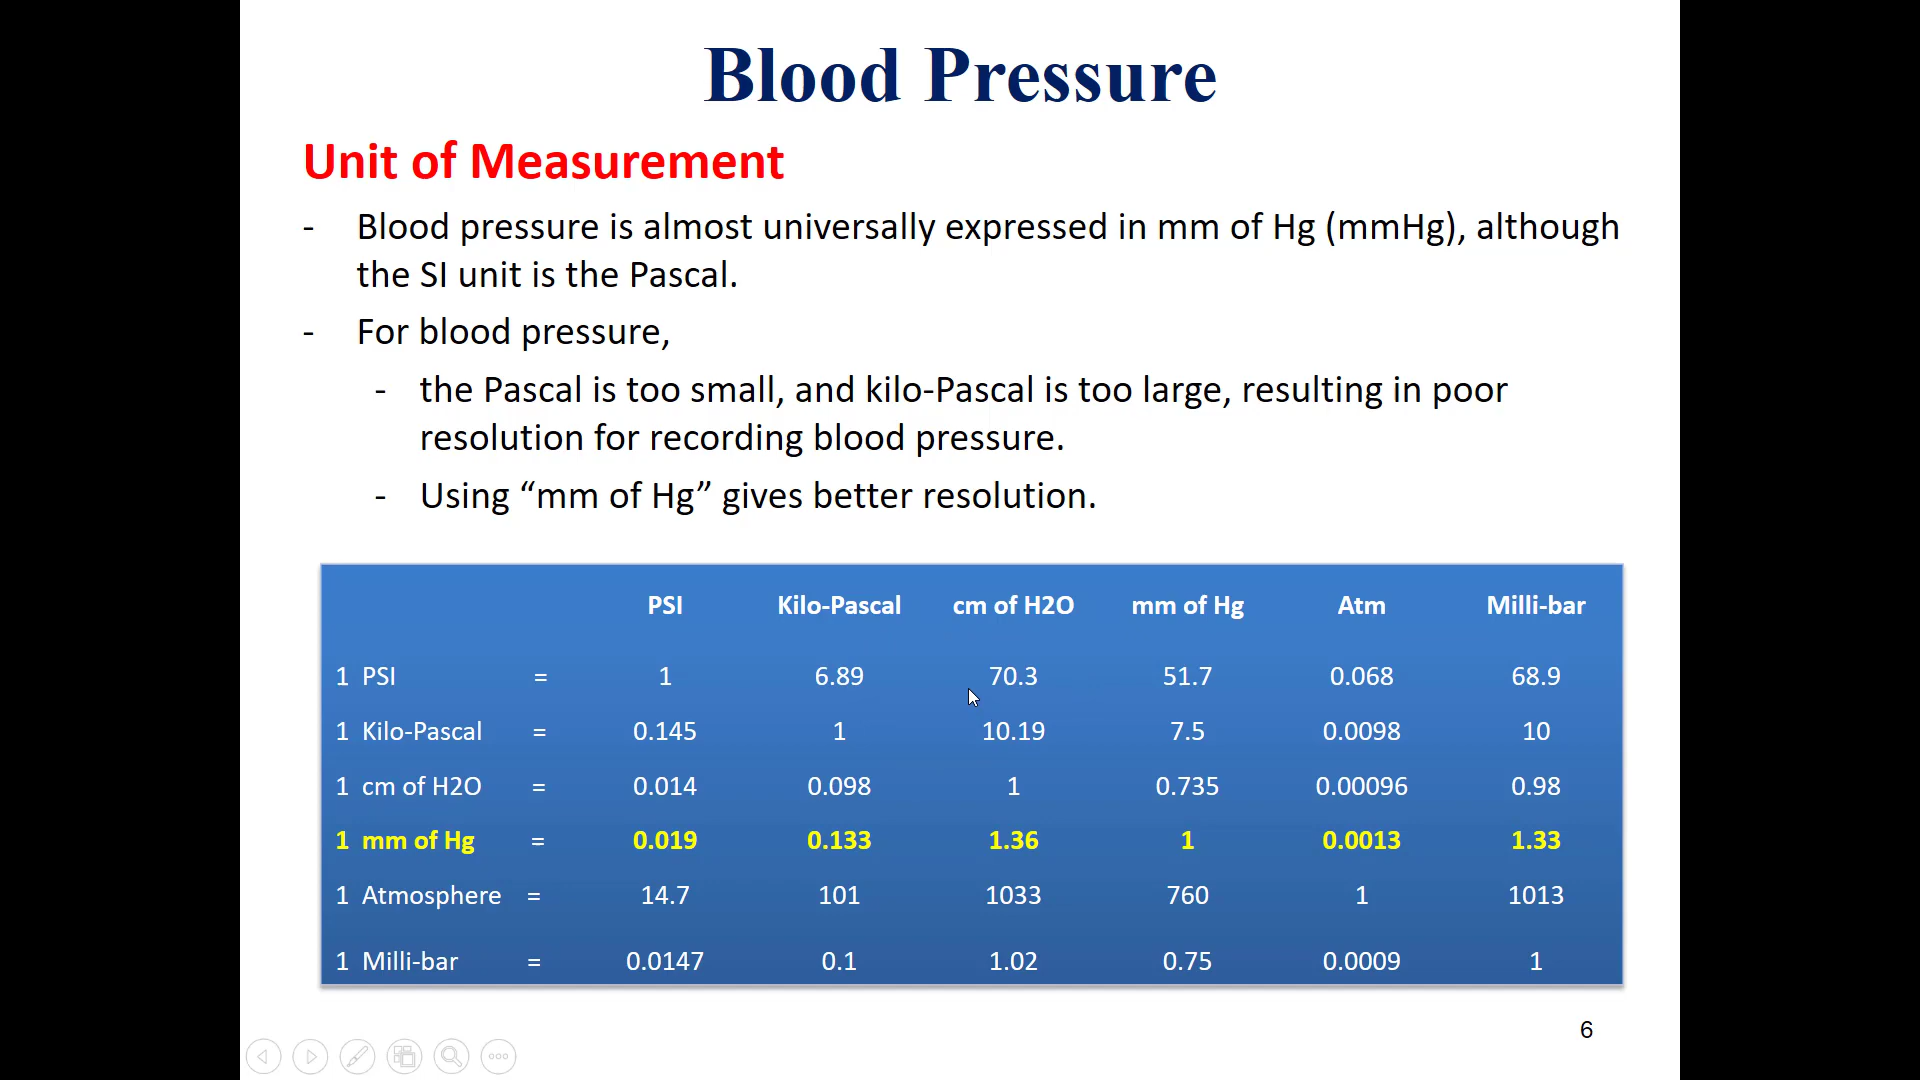 Blood Pressure
Unit of Measurement
- Blood pressure is almost universally expressed in mm of Hg (mmHg), although
the SI unit is the Pascal.
- For blood pressure,
- the Pascal is too small, and kilo-Pascal is too large, resulting in poor
resolution for recording blood pressure.
- Using “mm of Hg” gives better resolution.
PSI Kilo-Pascal cm of H2O mm of Hg Atm Milli-bar
1 PSI = 1 6.89 70.3 51.7 0.068 68.9
1 Kilo-Pascal = 0.145 1 10.19 7.5 0.0098 10
1 cm of H2O = 0.014 0.098 1 0.735 0.00096 0.98
1 mm of Hg = 0.019 0.133 1.36 1 0.0013 1.33
1 Atmosphere = 14.7 101 1033 760 1 1013
1 Milli-bar = 0.0147 0.1 1.02 0.75 0.0009 1
6